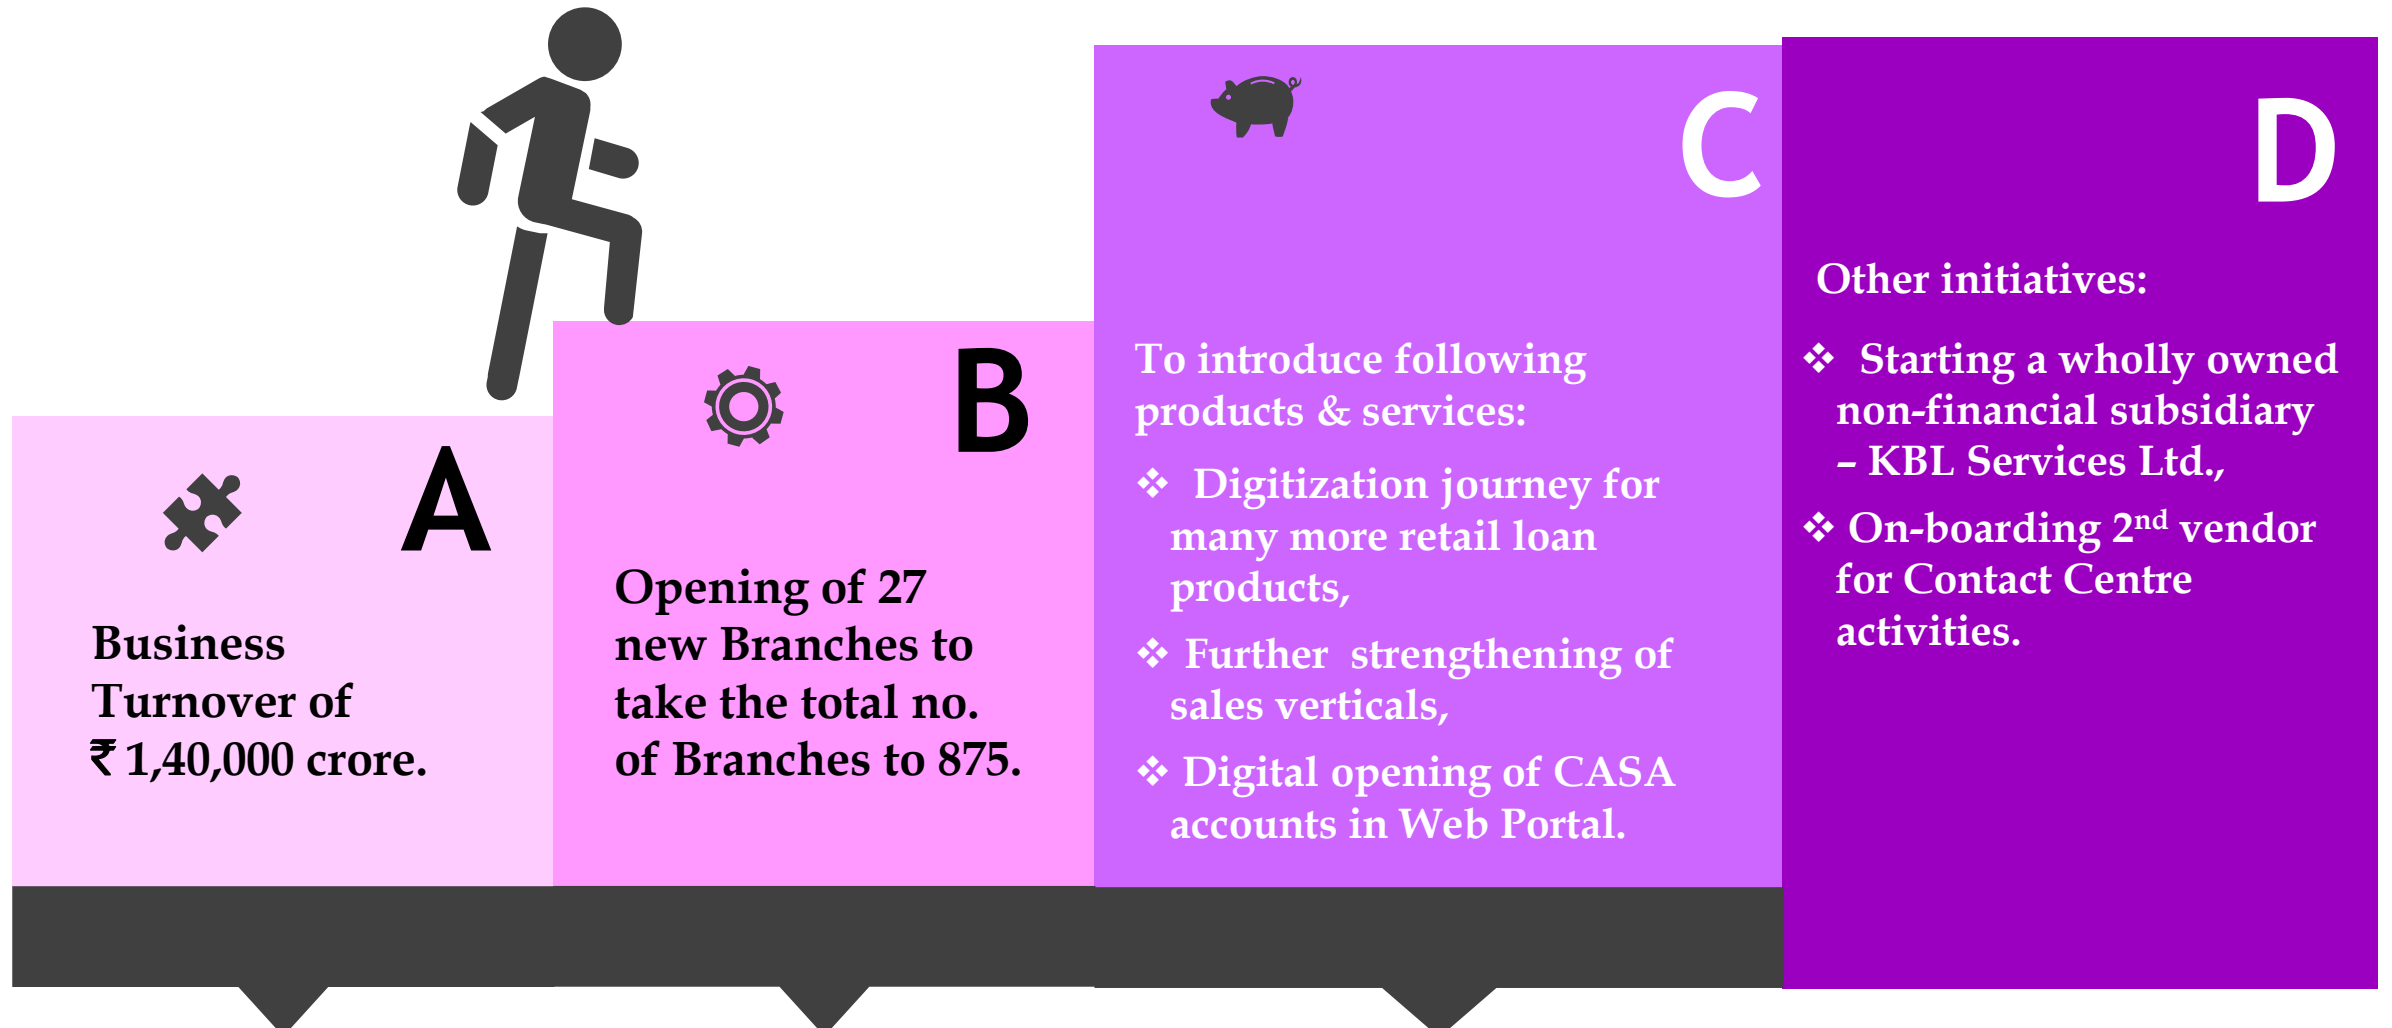 A
Business
Turnover of
₹ 1,40,000 crore.
B
Opening of 27
new Branches to
take the total no.
of Branches to 875.
C
To introduce following
products & services:
❖ Digitization journey for
many more retail loan
products,
❖ Further strengthening of
sales verticals,
❖ Digital opening of CASA
accounts in Web Portal.
D
Other initiatives:
❖ Starting a wholly owned
non-financial subsidiary
– KBL Services Ltd.,
❖ On-boarding 2nd vendor
for Contact Centre
activities.